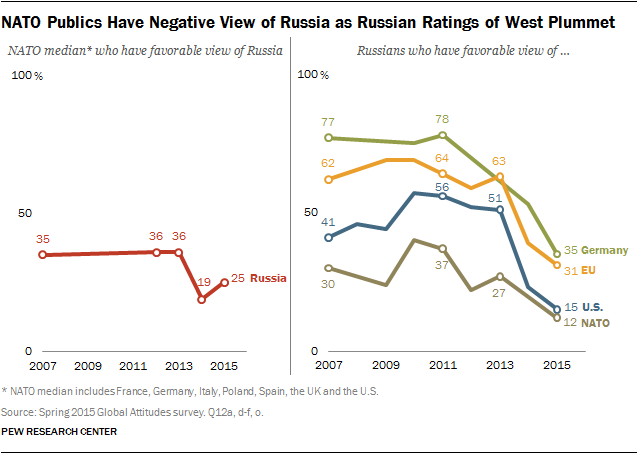 NATO Publics Have Negative View of Russia as Russian Ratings of West Plummet
NATO median* who have favorable view of Russia
100 %
50
0
35
36
36
19
25 Russia
2007 2009 2011 2013 2015
Russians who have favorable view of ...
100 %
50
0
77
78
62
64
63
41
56
51
30
37
27
35 Germany
31 EU
15 U.S.
12 NATO
2007 2009 2011 2013 2015
* NATO median includes France, Germany, Italy, Poland, Spain, the UK and the U.S.
Source: Spring 2015 Global Attitudes survey. Q12a, d-f, o.
PEW RESEARCH CENTER